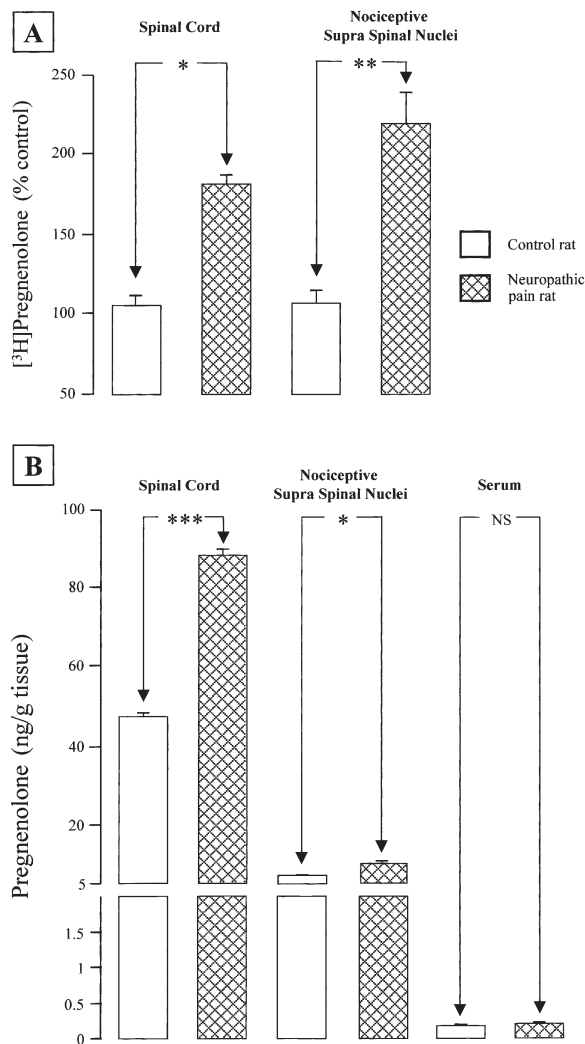 A
Spinal Cord
Nociceptive
Supra Spinal Nuclei
*
**
[³H]Pregnenolone (% control)
250
200
150
100
50
Control rat
Neuropathic
pain rat
B
Spinal Cord
Nociceptive
Supra Spinal Nuclei
Serum
***
*
NS
Pregnenolone (ng/g tissue)
100
80
60
40
20
5
1.5
1
0.5
0